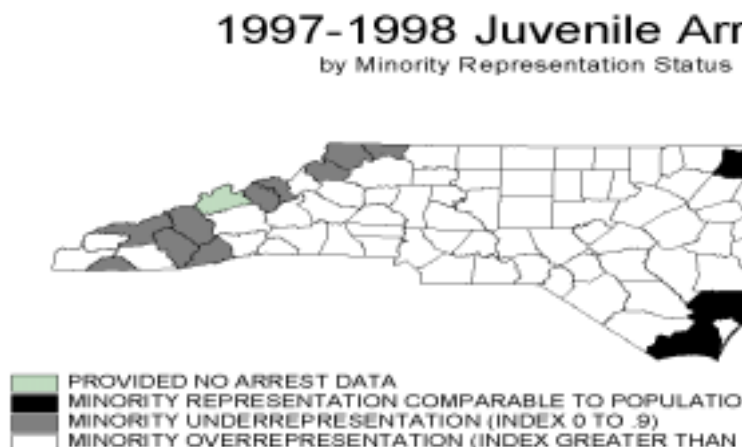 1997-1998 Juvenile Arr
by Minority Representation Status
PROVIDED NO ARREST DATA
MINORITY REPRESENTATION COMPARABLE TO POPULATIO
MINORITY UNDERREPRESENTATION (INDEX 0 TO .9)
MINORITY OVERREPRESENTATION (INDEX GREATER THAN